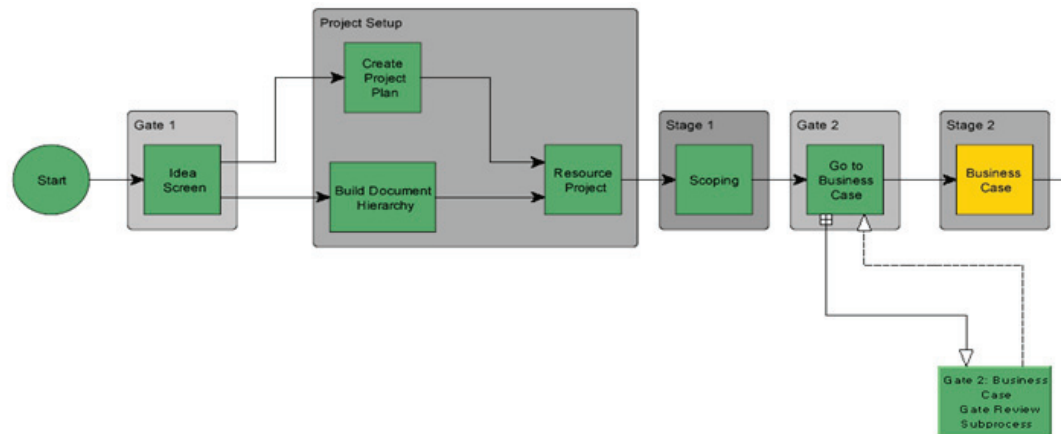 Project Setup
Create
Project
Plan
Gate 1
Stage 1
Gate 2
Stage 2
Start
Idea
Screen
Build Document
Hierarchy
Resource
Project
Scoping
Go to
Business
Case
Business
Case
Gate 2: Business
Case
Gate Review
Subprocess